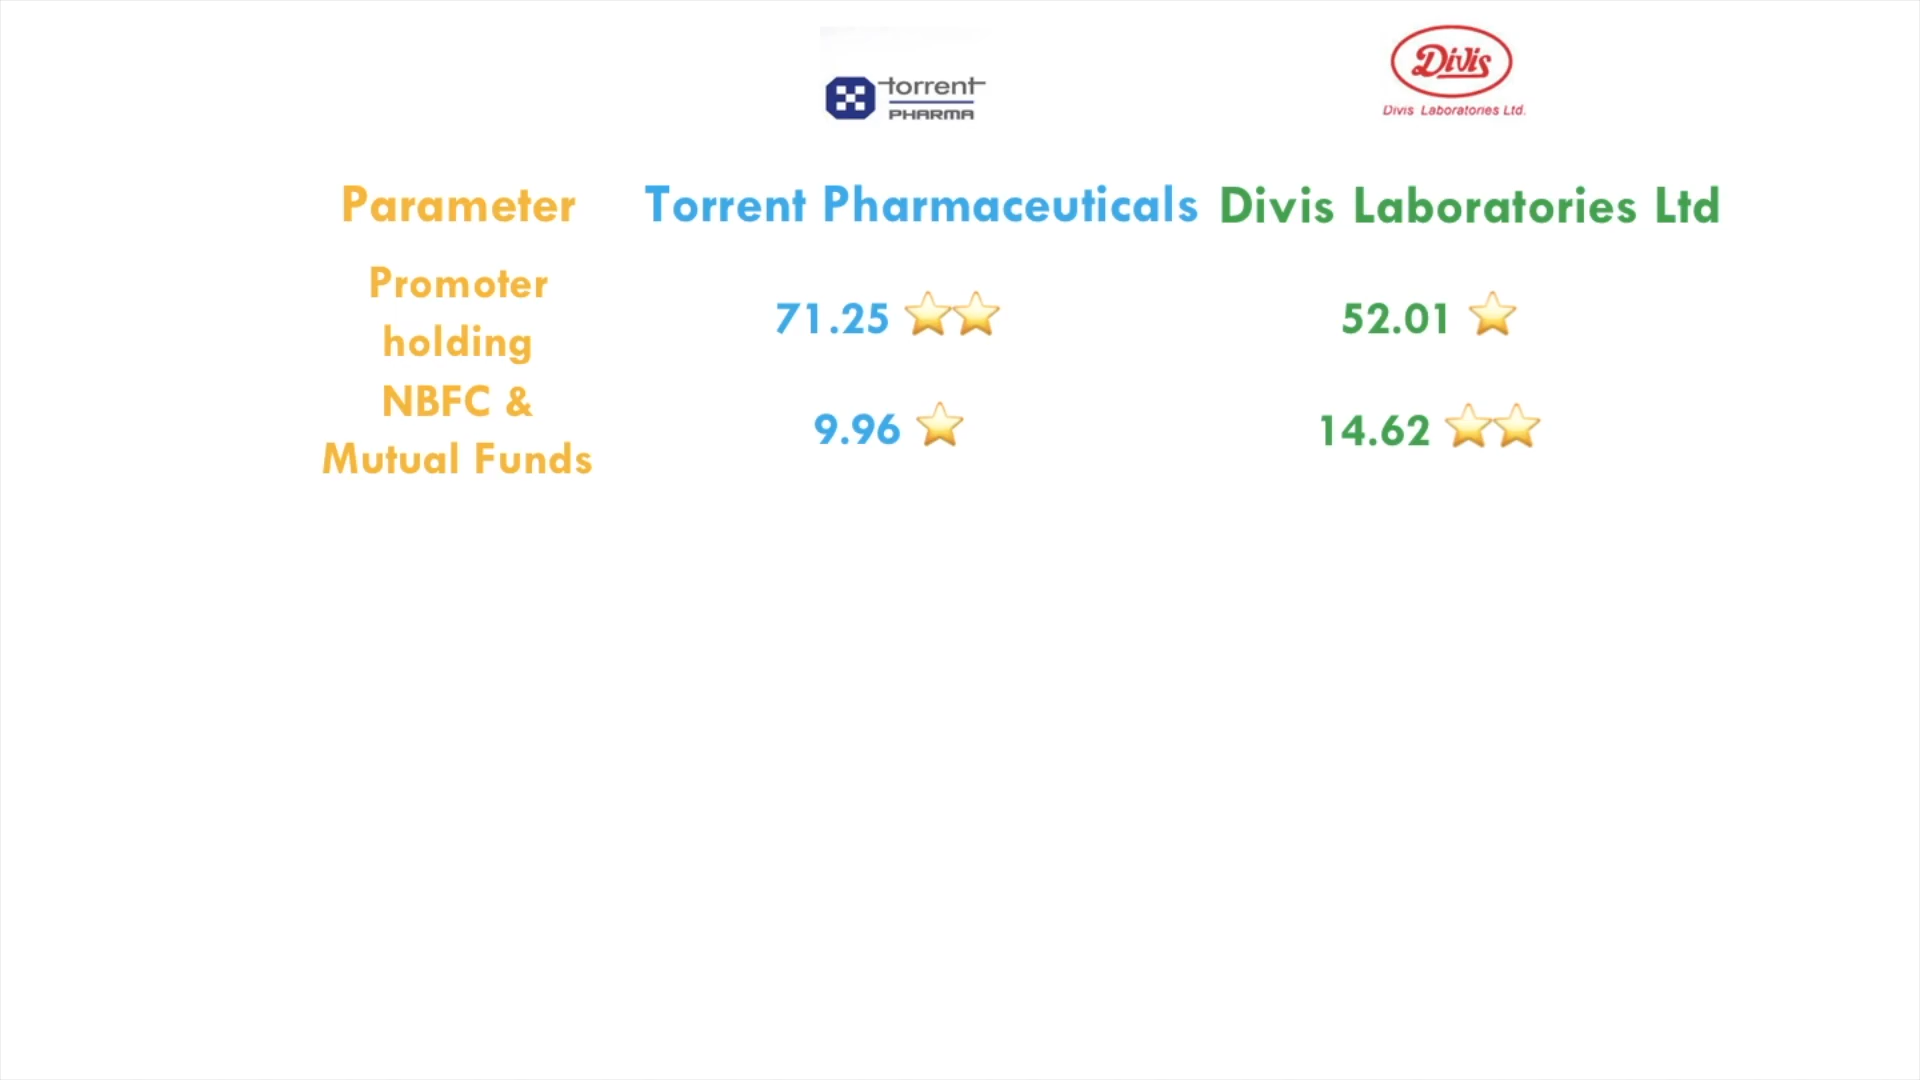 torrent
PHARMA
Divis
Divis Laboratories Ltd.
Parameter Torrent Pharmaceuticals Divis Laboratories Ltd
Promoter
holding
71.25 ⭐⭐ 52.01 ⭐
NBFC &
Mutual Funds
9.96 ⭐ 14.62 ⭐⭐